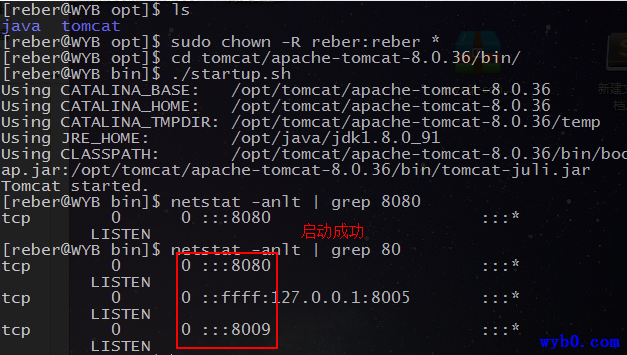 [reber@WYB opt]$ ls
java  tomcat
[reber@WYB opt]$ sudo chown -R reber:reber *
[reber@WYB opt]$ cd tomcat/apache-tomcat-8.0.36/bin/
[reber@WYB bin]$ ./startup.sh
Using CATALINA_BASE:   /opt/tomcat/apache-tomcat-8.0.36
Using CATALINA_HOME:   /opt/tomcat/apache-tomcat-8.0.36
Using CATALINA_TMPDIR: /opt/tomcat/apache-tomcat-8.0.36/temp
Using JRE_HOME:        /opt/java/jdk1.8.0_91
Using CLASSPATH:       /opt/tomcat/apache-tomcat-8.0.36/bin/boo
ap.jar:/opt/tomcat/apache-tomcat-8.0.36/bin/tomcat-juli.jar
Tomcat started.
[reber@WYB bin]$ netstat -anlt | grep 8080
tcp        0      0 :::8080                     :::*
LISTEN
启动成功
[reber@WYB bin]$ netstat -anlt | grep 80
tcp        0      0 :::8080                     :::*
LISTEN
tcp        0      0 ::ffff:127.0.0.1:8005       :::*
LISTEN
tcp        0      0 :::8009                     :::*
LISTEN
wyb0.com